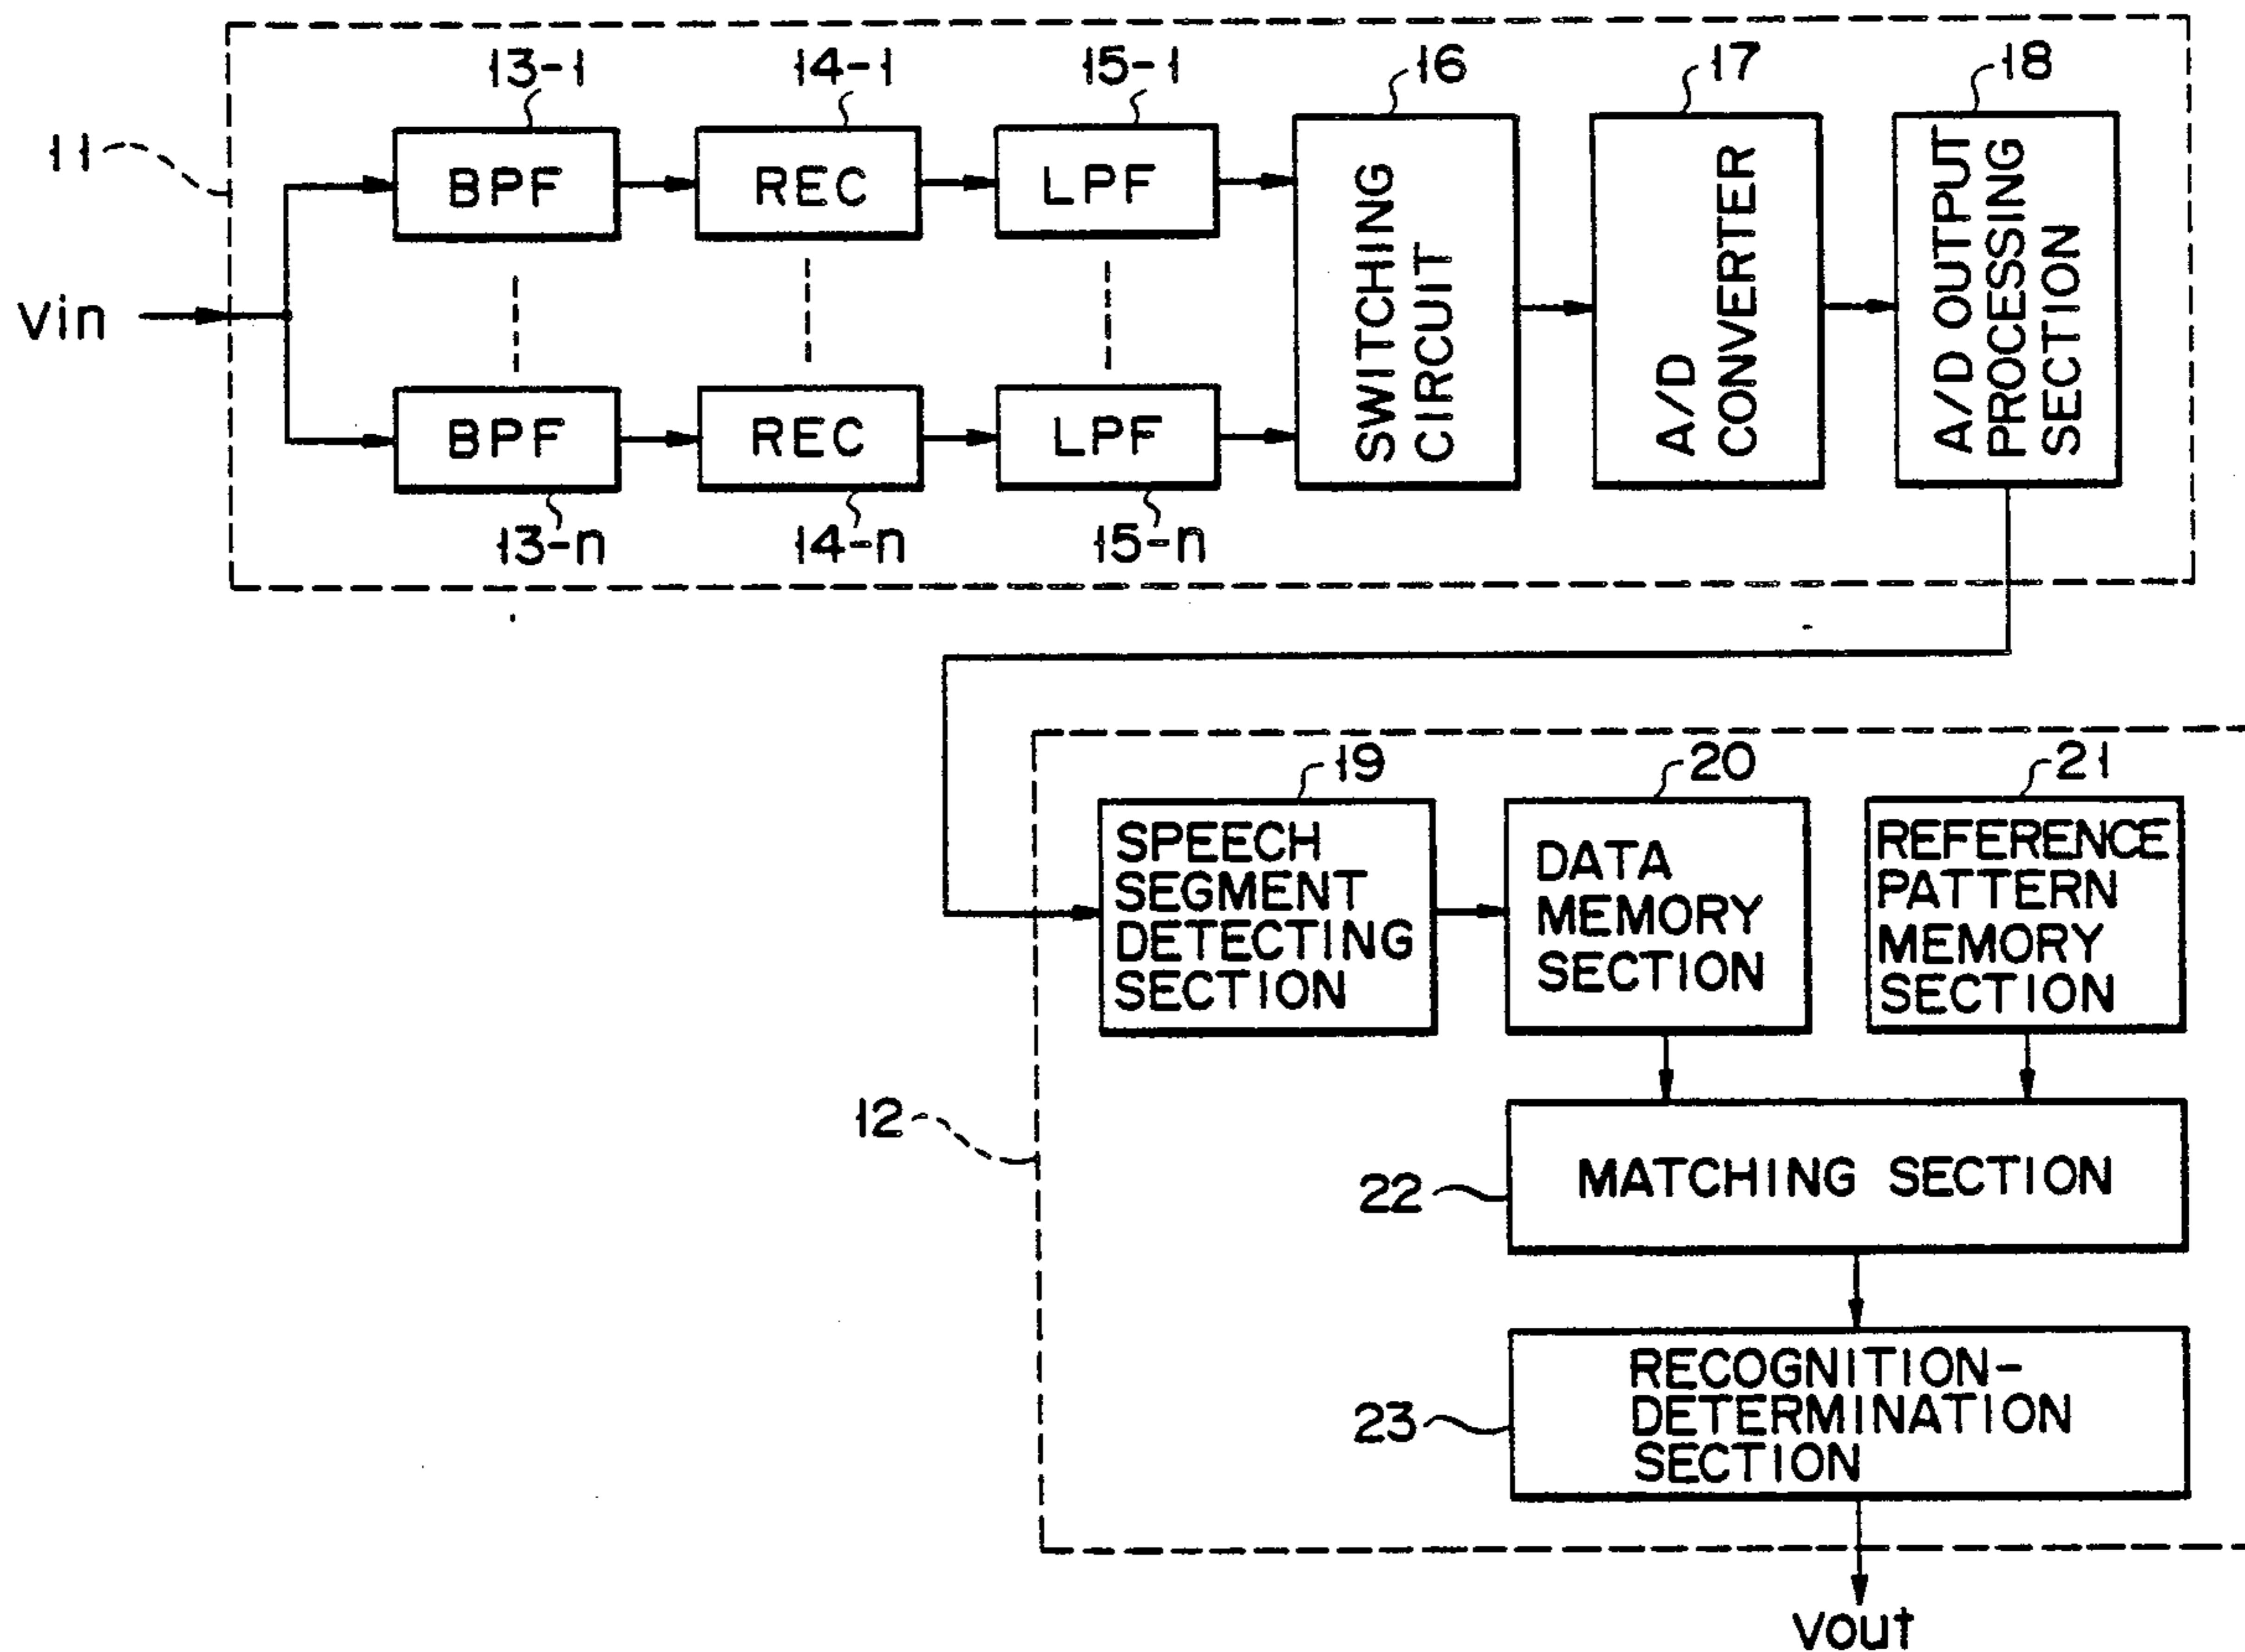 13-1
14-1
15-1
16
17
18
11
BPF
REC
LPF
SWITCHING
CIRCUIT
A/D
CONVERTER
A/D OUTPUT
PROCESSING
SECTION
Vin
BPF
REC
LPF
13-n
14-n
15-n
19
20
21
SPEECH
SEGMENT
DETECTING
SECTION
DATA
MEMORY
SECTION
REFERENCE
PATTERN
MEMORY
SECTION
12
22
MATCHING SECTION
23
RECOGNITION-
DETERMINATION
SECTION
Vout